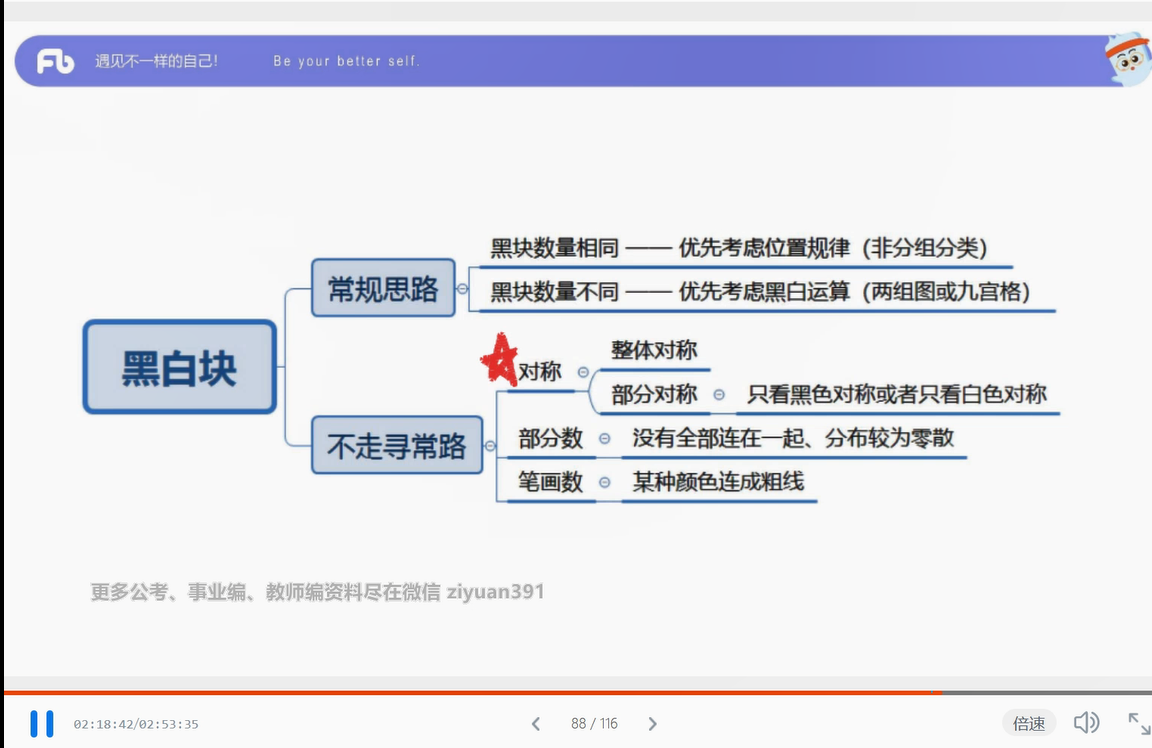 Fb 遇见不一样的自己! Be your better self.
黑块数量相同 —— 优先考虑位置规律（非分组分类）
常规思路
黑块数量不同 —— 优先考虑黑白运算（两组图或九宫格）
黑白块
整体对称
对称
部分对称 只看黑色对称或者只看白色对称
不走寻常路
部分数 没有全部连在一起、分布较为零散
笔画数 某种颜色连成粗线
更多公考、事业编、教师编资料尽在微信 ziyuan391
02:18:42/02:53:35 88 / 116 倍速